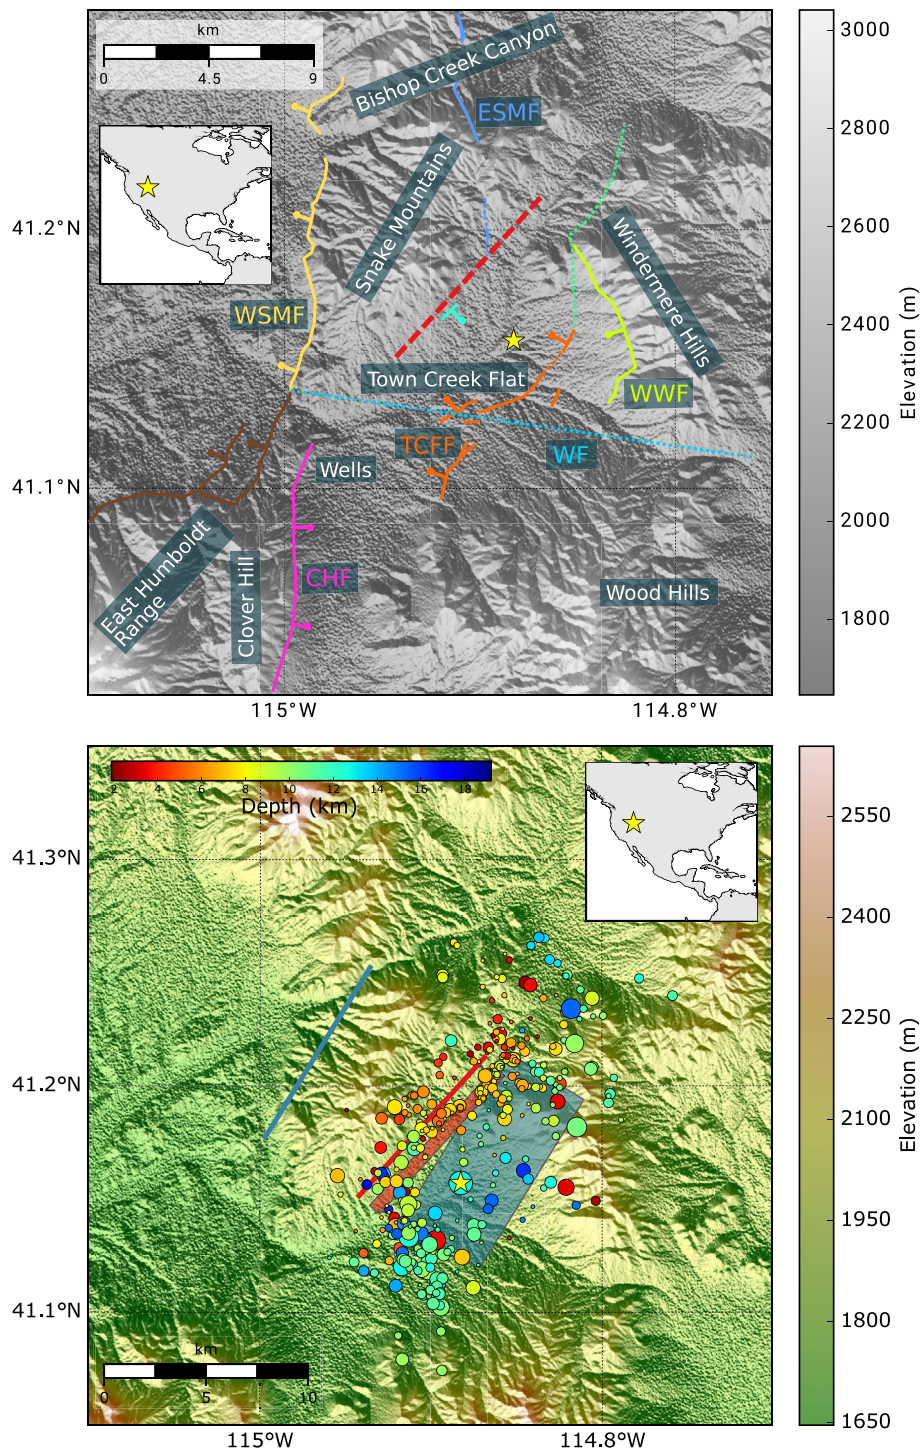 km
0
4.5
9
Bishop Creek Canyon
ESMF
Snake Mountains
Windermere Hills
WSMF
Town Creek Flat
WWF
TCFF
WF
Wells
East Humboldt
Range
Clover Hill
CHF
Wood Hills
41.2°N
41.1°N
115°W
114.8°W
3000
2800
2600
2400
2200
2000
1800
Elevation (m)
2
4
6
8
10
12
14
16
18
Depth (km)
41.3°N
41.2°N
41.1°N
km
0
5
10
115°W
114.8°W
2550
2400
2250
2100
1950
1800
1650
Elevation (m)